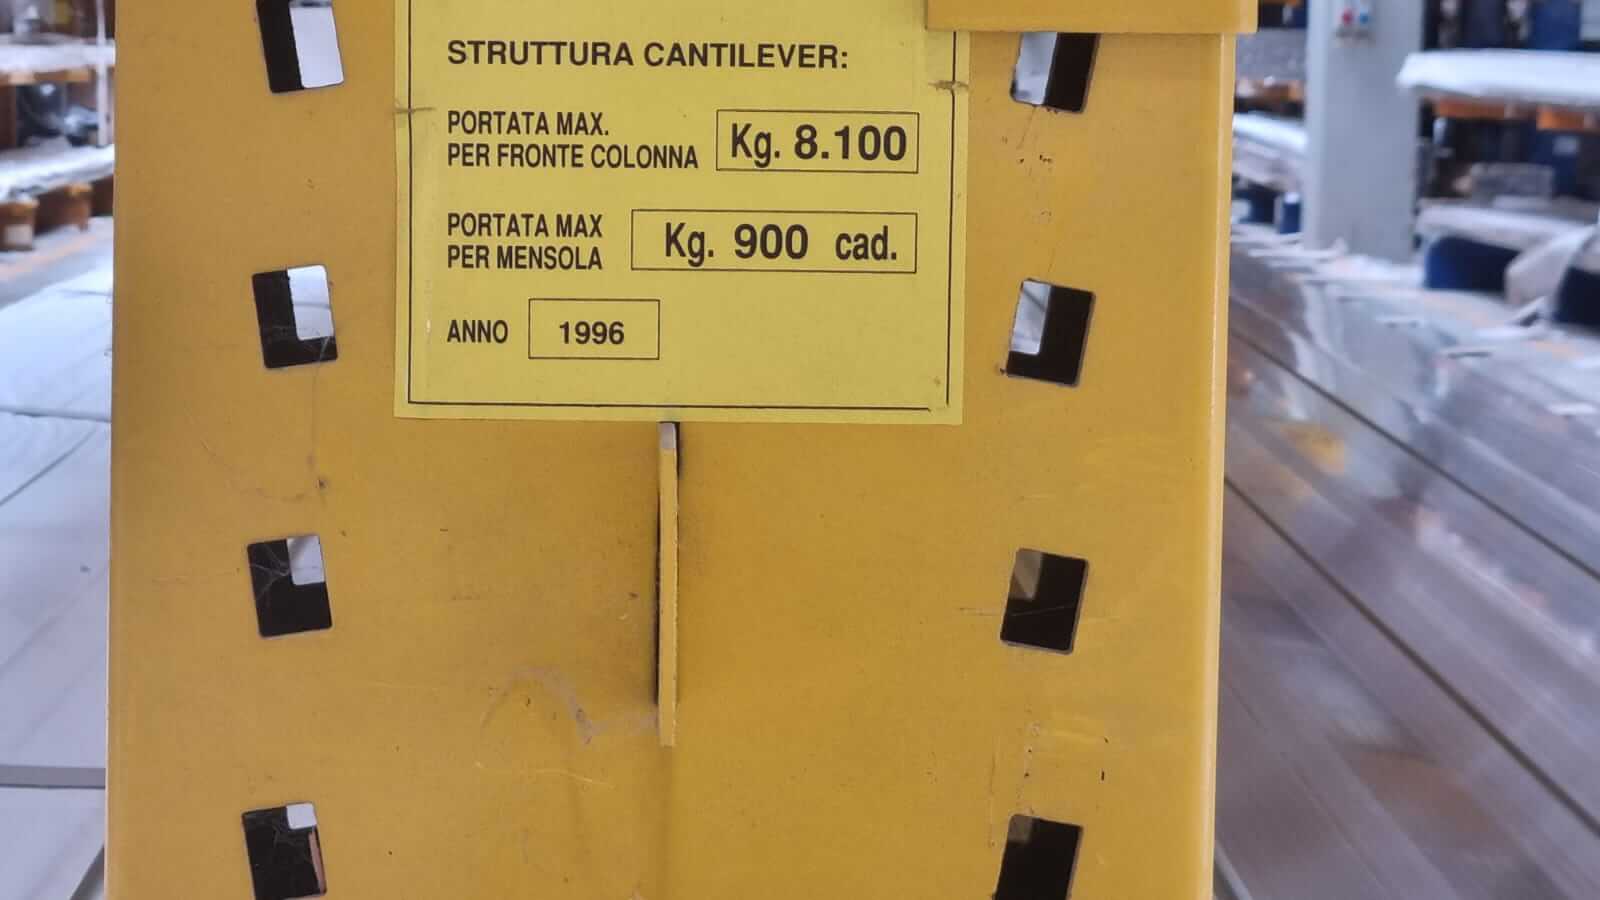 STRUTTURA CANTILEVER:
PORTATA MAX.
PER FRONTE COLONNA
Kg. 8.100
PORTATA MAX
PER MENSOLA
Kg. 900 cad.
ANNO 1996